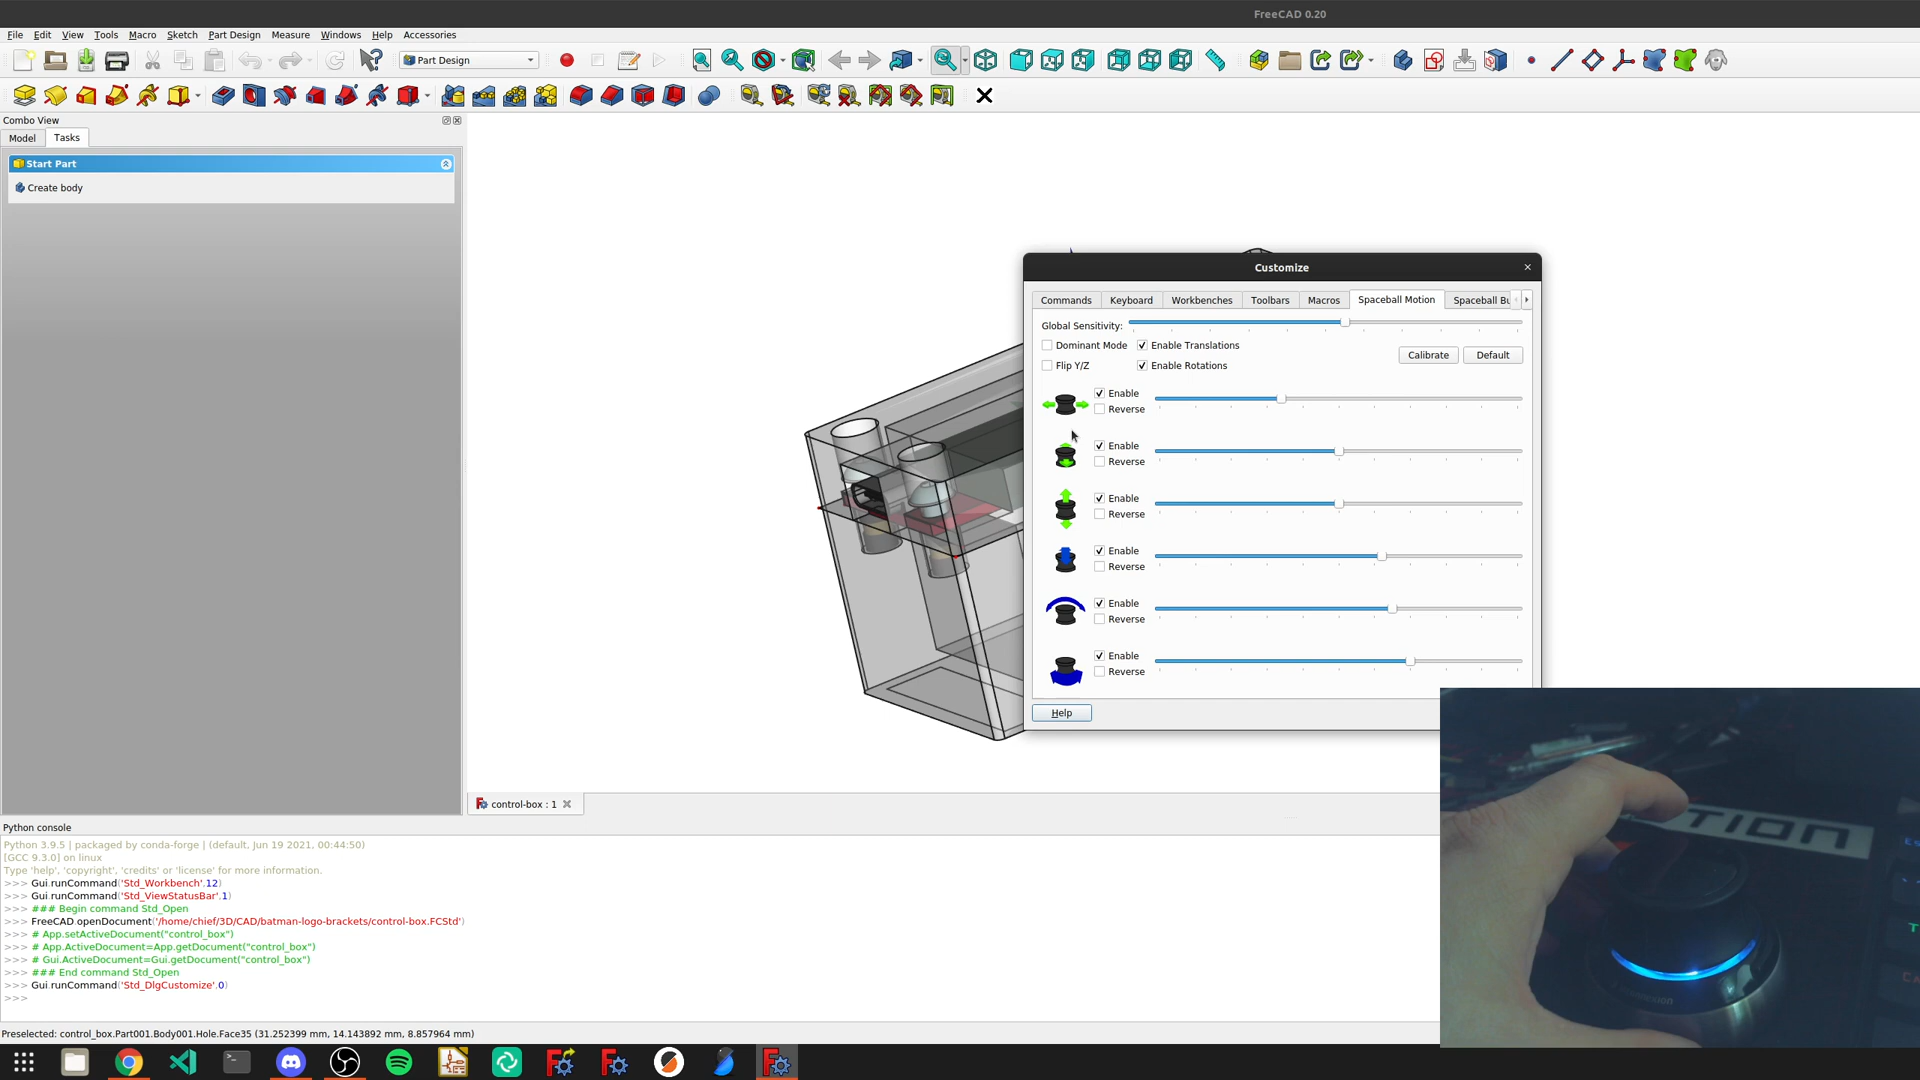 FreeCAD 0.20
File Edit View Tools Macro Sketch Part Design Measure Windows Help Accessories
Part Design
Combo View
Model Tasks
Start Part
Create body
Customize
Commands Keyboard Workbenches Toolbars Macros Spaceball Motion Spaceball Bu
Global Sensitivity:
Dominant Mode Enable Translations
Calibrate Default
Flip Y/Z Enable Rotations
Enable
Reverse
Enable
Reverse
Enable
Reverse
Enable
Reverse
Enable
Reverse
Enable
Reverse
Help
control-box : 1
Python console
Python 3.9.5 | packaged by conda-forge | (default, Jun 19 2021, 00:44:50)
[GCC 9.3.0] on linux
Type 'help', 'copyright', 'credits' or 'license' for more information.
>>> Gui.runCommand('Std_Workbench',12)
>>> Gui.runCommand('Std_ViewStatusBar',1)
>>> ### Begin command Std_Open
>>> FreeCAD.openDocument('/home/chief/3D/CAD/batman-logo-brackets/control-box.FCStd')
>>> # App.setActiveDocument("control_box")
>>> # App.ActiveDocument=App.getDocument("control_box")
>>> # Gui.ActiveDocument=Gui.getDocument("control_box")
>>> ### End command Std_Open
>>> Gui.runCommand('Std_DlgCustomize',0)
>>>
Preselected: control_box.Part001.Body001.Hole.Face35 (31.252399 mm, 14.143892 mm, 8.857964 mm)
TION